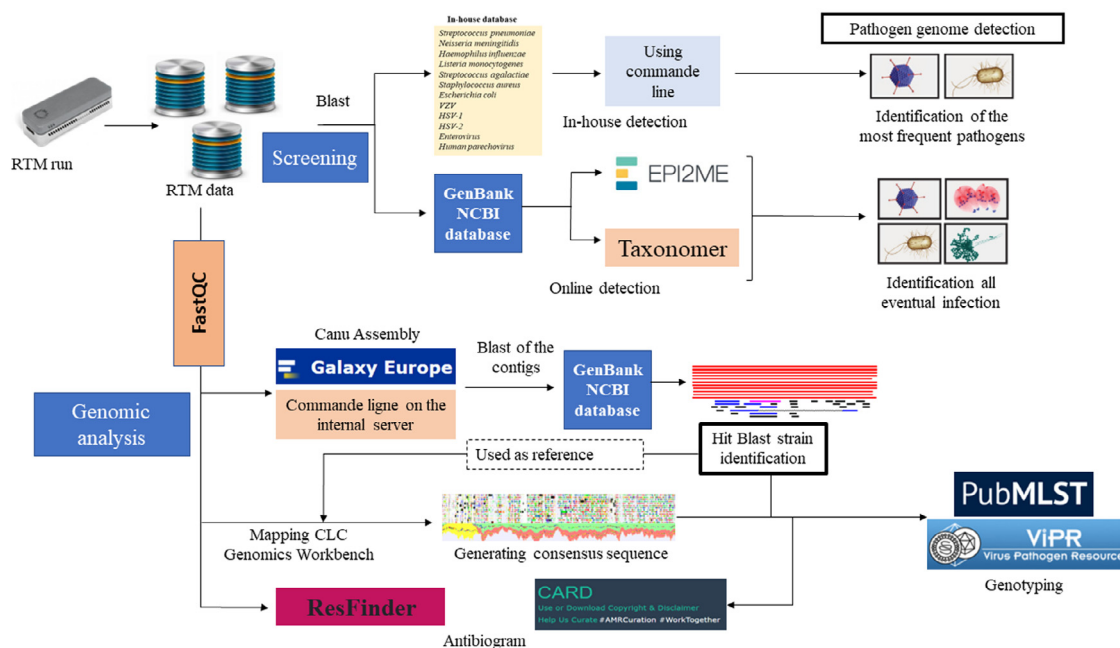 RTM run
RTM data
Blast
Screening
In-house database
Streptococcus pneumoniae
Neisseria meningitidis
Haemophilus influenzae
Listeria monocytogenes
Streptococcus agalactiae
Staphylococcus aureus
Escherichia coli
VZV
HSV-1
HSV-2
Enterovirus
Human parechovirus
Using
commande
line
In-house detection
Pathogen genome detection
Identification of the
most frequent pathogens
GenBank
NCBI
database
EPI2ME
Taxonomer
Online detection
Identification all
eventual infection
FastQC
Genomic
analysis
Canu Assembly
Galaxy Europe
Commande ligne on the
internal server
Blast of the
contigs
GenBank
NCBI
database
Hit Blast strain
identification
Used as reference
Mapping CLC
Genomics Workbench
Generating consensus sequence
PubMLST
ViPR
Virus Pathogen Resource
Genotyping
ResFinder
CARD
Use or Download Copyright & Disclaimer
Help Us Curate #AMRCuration #WorkTogether
Antibiogram